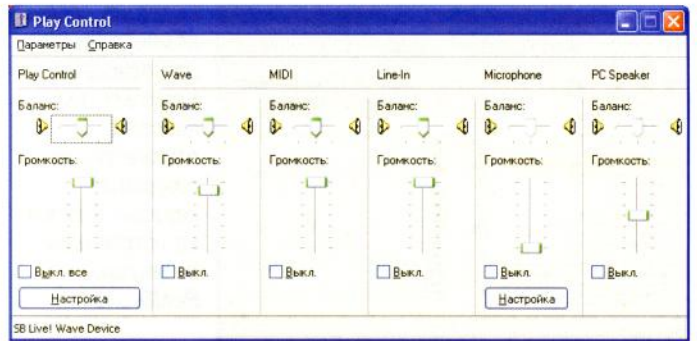 Play Control
Параметры Справка
Play Control Wave MIDI Line-In Microphone PC Speaker
Баланс: Баланс: Баланс: Баланс: Баланс: Баланс:
Громкость: Громкость: Громкость: Громкость: Громкость: Громкость:
Выкл. все Выкл. Выкл. Выкл. Выкл. Выкл.
Настройка Настройка
SB Live! Wave Device